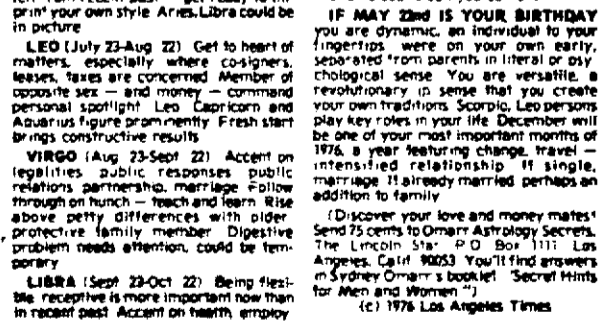 print your own style Aries, Libra could be
in picture
LEO (July 23-Aug 22) Get to heart of
matters, especially where co-signers,
leases, taxes are concerned Member of
opposite sex — and money — command
personal spotlight Leo Capricorn and
Aquarius figure prominently Fresh start
brings constructive results
VIRGO (Aug 23-Sept 22) Accent on
legalities public responses public
relations partnership, marriage Follow
through on hunch — teach and learn Rise
above petty differences with older
protective family member Digestive
problem needs attention, could be tem-
porary
LIBRA (Sept 23-Oct 22) Being flexi-
ble receptive is more important now than
in recent past Accent on health, employ
IF MAY 22nd IS YOUR BIRTHDAY
you are dynamic, an individual to your
fingertips were on your own early,
separated from parents in literal or psy
chological sense You are versatile, a
revolutionary in sense that you create
your own traditions Scorpio, Leo persons
play key roles in your life December will
be one of your most important months of
1976, a year featuring change, travel —
intensified relationship If single,
marriage If already married perhaps an
addition to family
(Discover your love and money mates!
Send 75 cents to Omarr Astrology Secrets,
The Lincoln Star P O Box 1111 Los
Angeles, Calif 90053 You'll find answers
in Sydney Omarr's booklet "Secret Hints
for Men and Women ")
(c) 1976 Los Angeles Times